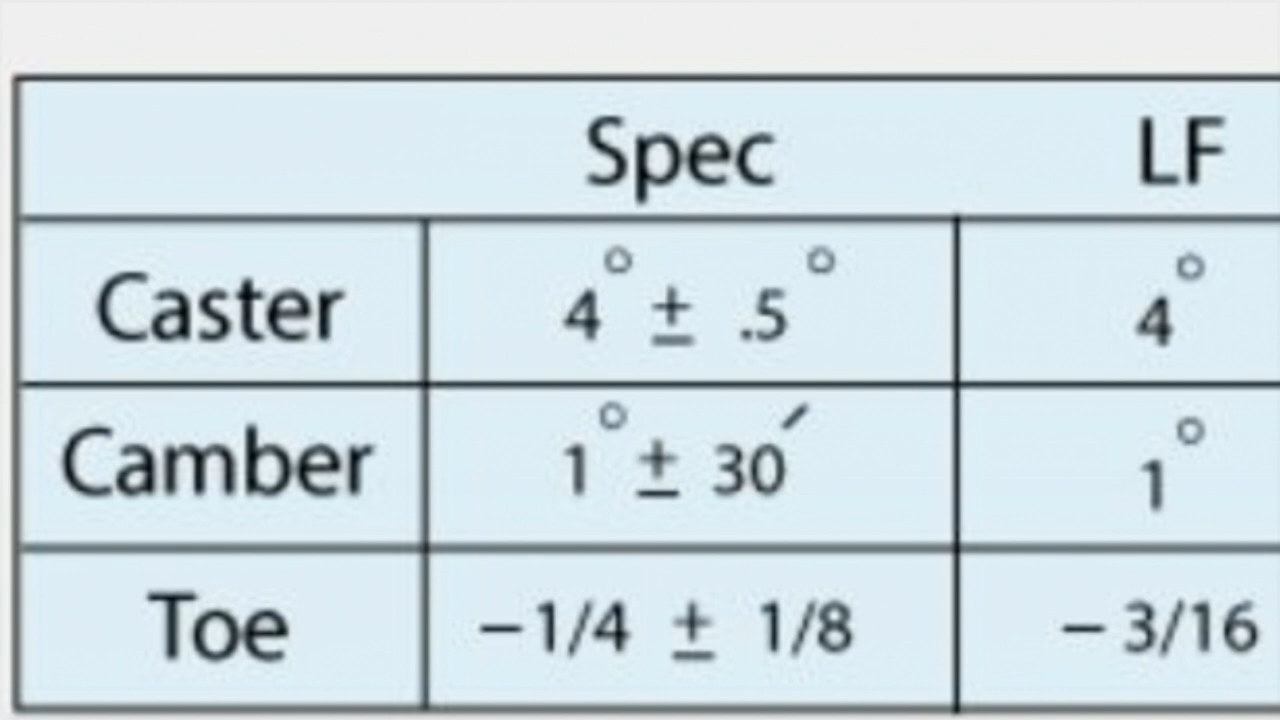 Spec LF
Caster 4° ± .5° 4°
Camber 1° ± 30′ 1°
Toe −1/4 ± 1/8 − 3/16